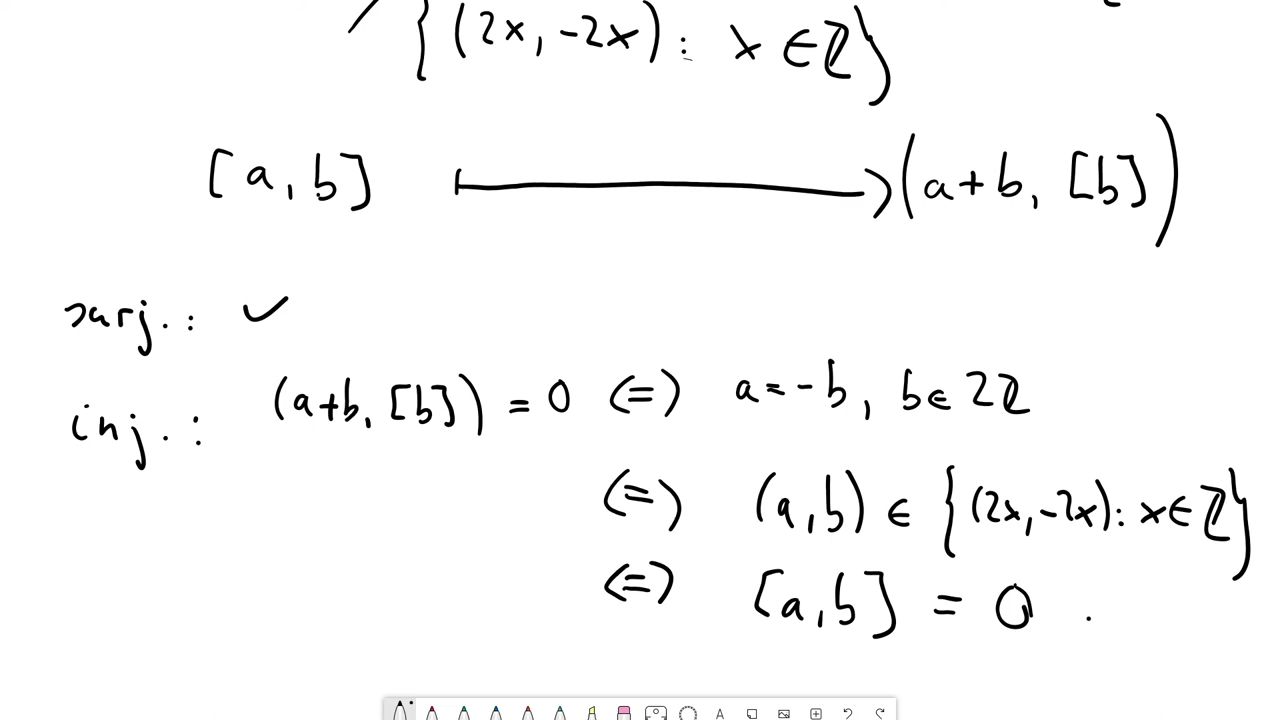 / {(2x, -2x): x ∈ ℤ}
[a, b] ⟼ (a+b, [b])
surj.: ✓
inj.: (a+b, [b]) = 0 (=) a = -b, b ∈ 2ℤ
(=) (a, b) ∈ {(2x, -2x): x ∈ ℤ}
(=) [a, b] = 0 .